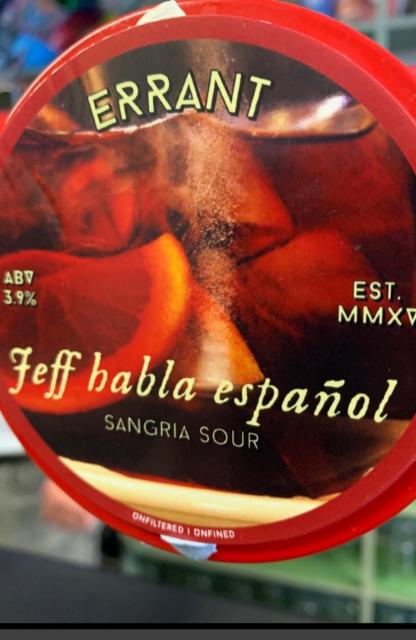 ERRANT
ABV
3.9%
EST.
MMXV
Jeff habla español
SANGRIA SOUR
UNFILTERED | UNFINED